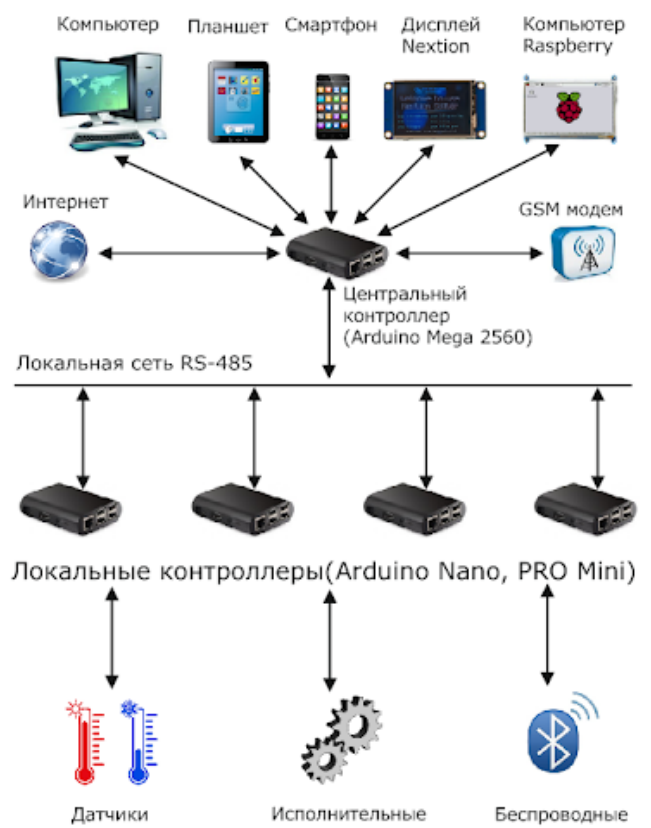 Компьютер
Планшет
Смартфон
Дисплей
Nextion
Компьютер
Raspberry
Интернет
GSM модем
Центральный
контроллер
(Arduino Mega 2560)
Локальная сеть RS-485
Локальные контроллеры(Arduino Nano, PRO Mini)
Датчики
Исполнительные
Беспроводные